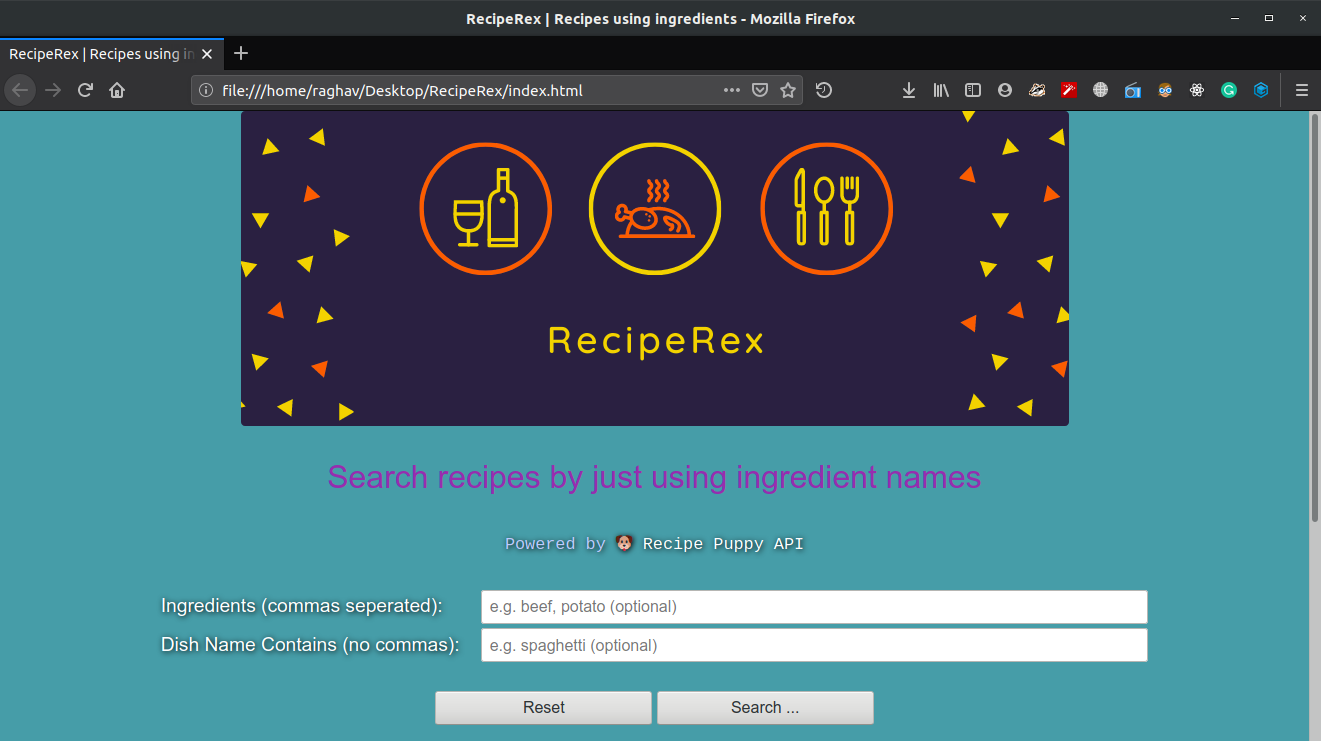 RecipeRex | Recipes using ingredients - Mozilla Firefox
RecipeRex | Recipes using in
file:///home/raghav/Desktop/RecipeRex/index.html
RecipeRex
Search recipes by just using ingredient names
Powered by 🐶 Recipe Puppy API
Ingredients (commas seperated): e.g. beef, potato (optional)
Dish Name Contains (no commas): e.g. spaghetti (optional)
Reset Search ...